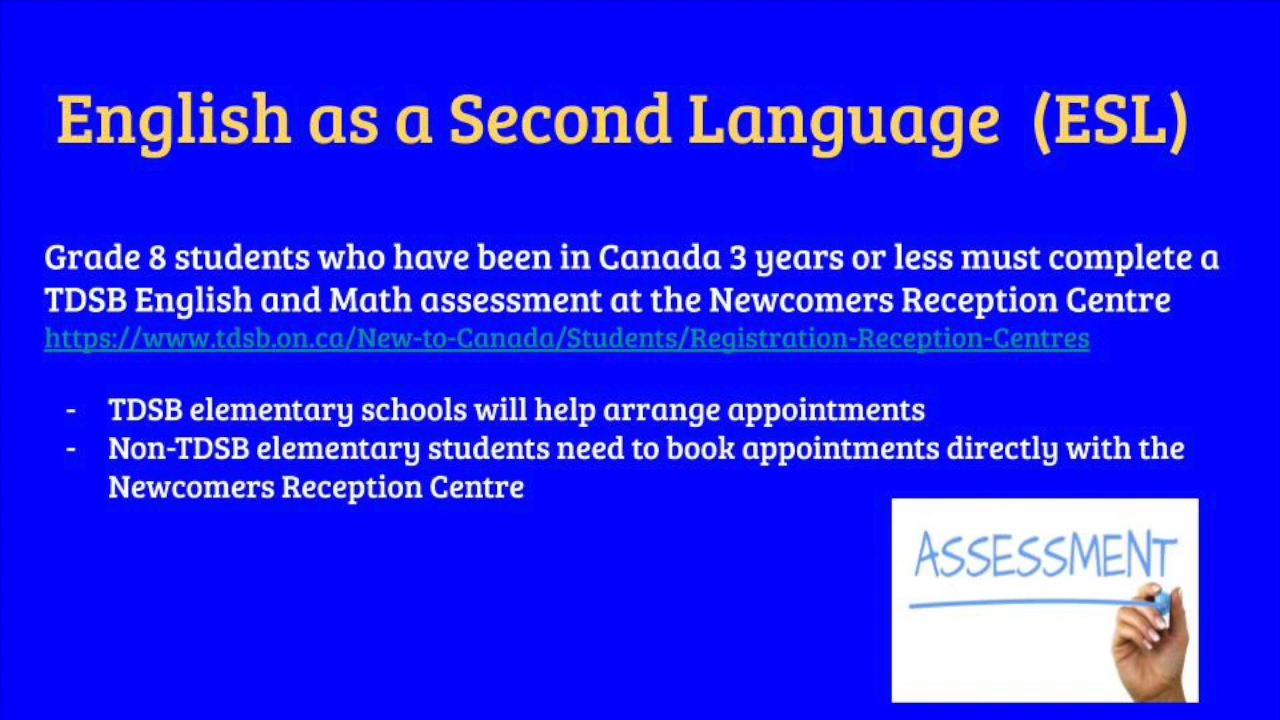 English as a Second Language (ESL)
Grade 8 students who have been in Canada 3 years or less must complete a
TDSB English and Math assessment at the Newcomers Reception Centre
https://www.tdsb.on.ca/New-to-Canada/Students/Registration-Reception-Centres
- TDSB elementary schools will help arrange appointments
- Non-TDSB elementary students need to book appointments directly with the
Newcomers Reception Centre
ASSESSMENT